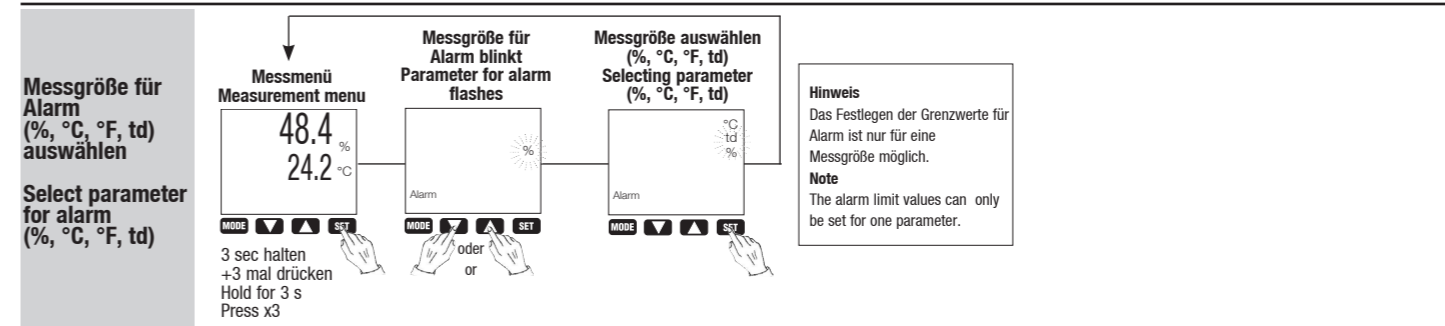 Messgröße für
Alarm
(%, °C, °F, td)
auswählen
Select parameter
for alarm
(%, °C, °F, td)
Messmenü
Measurement menu
48.4 %
24.2 °C
MODE SET
3 sec halten
+3 mal drücken
Hold for 3 s
Press x3
Messgröße für
Alarm blinkt
Parameter for alarm
flashes
%
Alarm
MODE SET
oder
or
Messgröße auswählen
(%, °C, °F, td)
Selecting parameter
(%, °C, °F, td)
°C
td
%
Alarm
MODE SET
Hinweis
Das Festlegen der Grenzwerte für
Alarm ist nur für eine
Messgröße möglich.
Note
The alarm limit values can only
be set for one parameter.